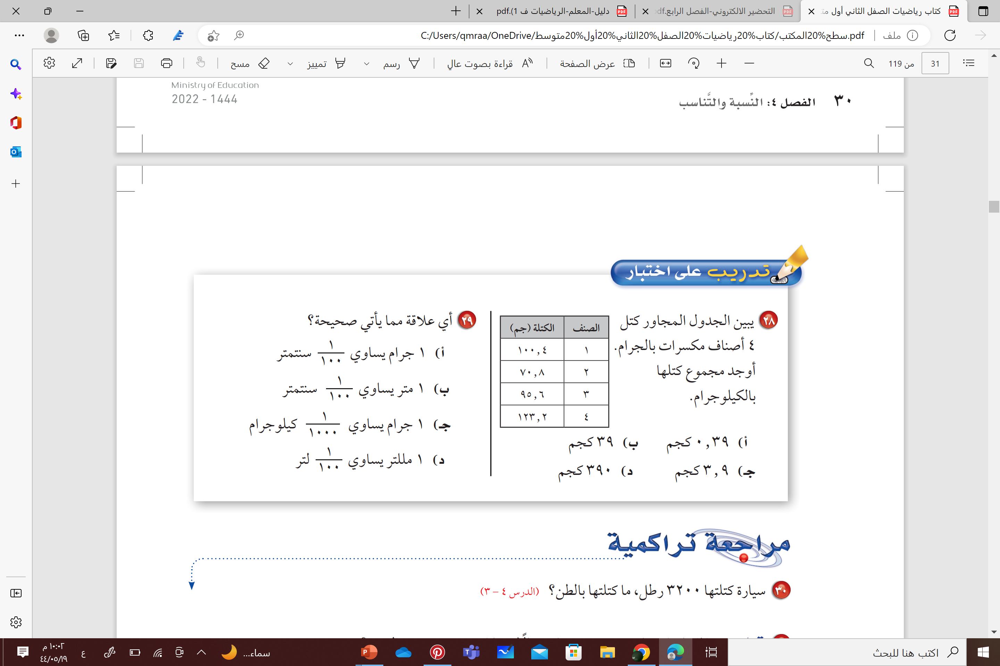 كتاب رياضيات الصفل الثاني أول
التحضير الالكتروني-الفصل الرابع.pdf
دليل-المعلم-الرياضيات ف 1).pdf
ملف
C:/Users/qmraa/OneDrive/سطح%20المكتب/كتاب%20رياضيات%20الصفل%20الثاني%20أول%20متوسط.pdf
31 من 119
عرض الصفحة
قراءة بصوت عالٍ
رسم
تمييز
مسح
Ministry of Education
2022 - 1444
٣٠ الفصل ٤: النِّسبة والتَّناسب
تدريب على اختبار
٢٨ يبين الجدول المجاور كتل
٤ أصناف مكسرات بالجرام.
أوجد مجموع كتلها
بالكيلوجرام.
الصنف الكتلة (جم)
١ ١٠٠,٤
٢ ٧٠,٨
٣ ٩٥,٦
٤ ١٢٣,٢
أ) ٠,٣٩ كجم ب) ٣٩ كجم
جـ) ٣,٩ كجم د) ٣٩٠ كجم
٢٩ أي علاقة مما يأتي صحيحة؟
أ) ١ جرام يساوي ١/١٠٠ سنتمتر
ب) ١ متر يساوي ١/١٠٠ سنتمتر
جـ) ١ جرام يساوي ١/١٠٠٠ كيلوجرام
د) ١ مللتر يساوي ١/١٠٠ لتر
مراجعة تراكمية
٣٠ سيارة كتلتها ٣٢٠٠ رطل، ما كتلتها بالطن؟ (الدرس ٤ – ٣)
اكتب هنا للبحث
سماء...
ع
١٠:٠٢ م
٤٤/٠٥/١٩